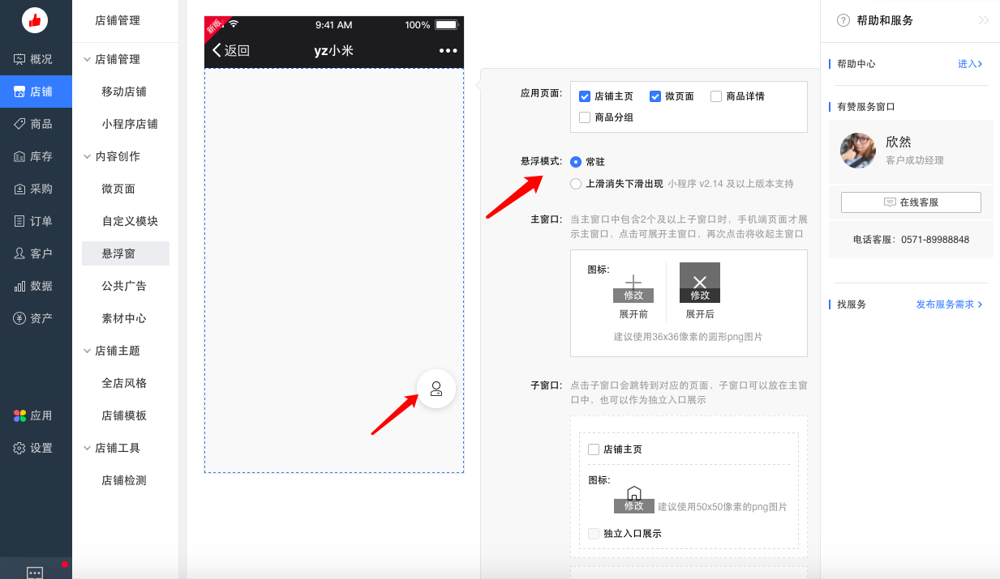 概况
店铺
商品
库存
采购
订单
客户
数据
资产
应用
设置
店铺管理
店铺管理
移动店铺
小程序店铺
内容创作
微页面
自定义模块
悬浮窗
公共广告
素材中心
店铺主题
全店风格
店铺模板
店铺工具
店铺检测
新版
9:41 AM
100%
返回
yz小米
应用页面:
店铺主页
微页面
商品详情
商品分组
悬浮模式:
常驻
上滑消失下滑出现 小程序 v2.14 及以上版本支持
主窗口:
当主窗口中包含2个及以上子窗口时，手机端页面才展
示主窗口，点击可展开主窗口，再次点击将收起主窗口
图标:
修改
修改
展开前
展开后
建议使用36x36像素的圆形png图片
子窗口:
点击子窗口会跳转到对应的页面，子窗口可以放在主窗
口中，也可以作为独立入口展示
店铺主页
图标:
修改
建议使用50x50像素的png图片
独立入口展示
帮助和服务
帮助中心
进入
有赞服务窗口
欣然
客户成功经理
在线客服
电话客服：0571-89988848
找服务
发布服务需求